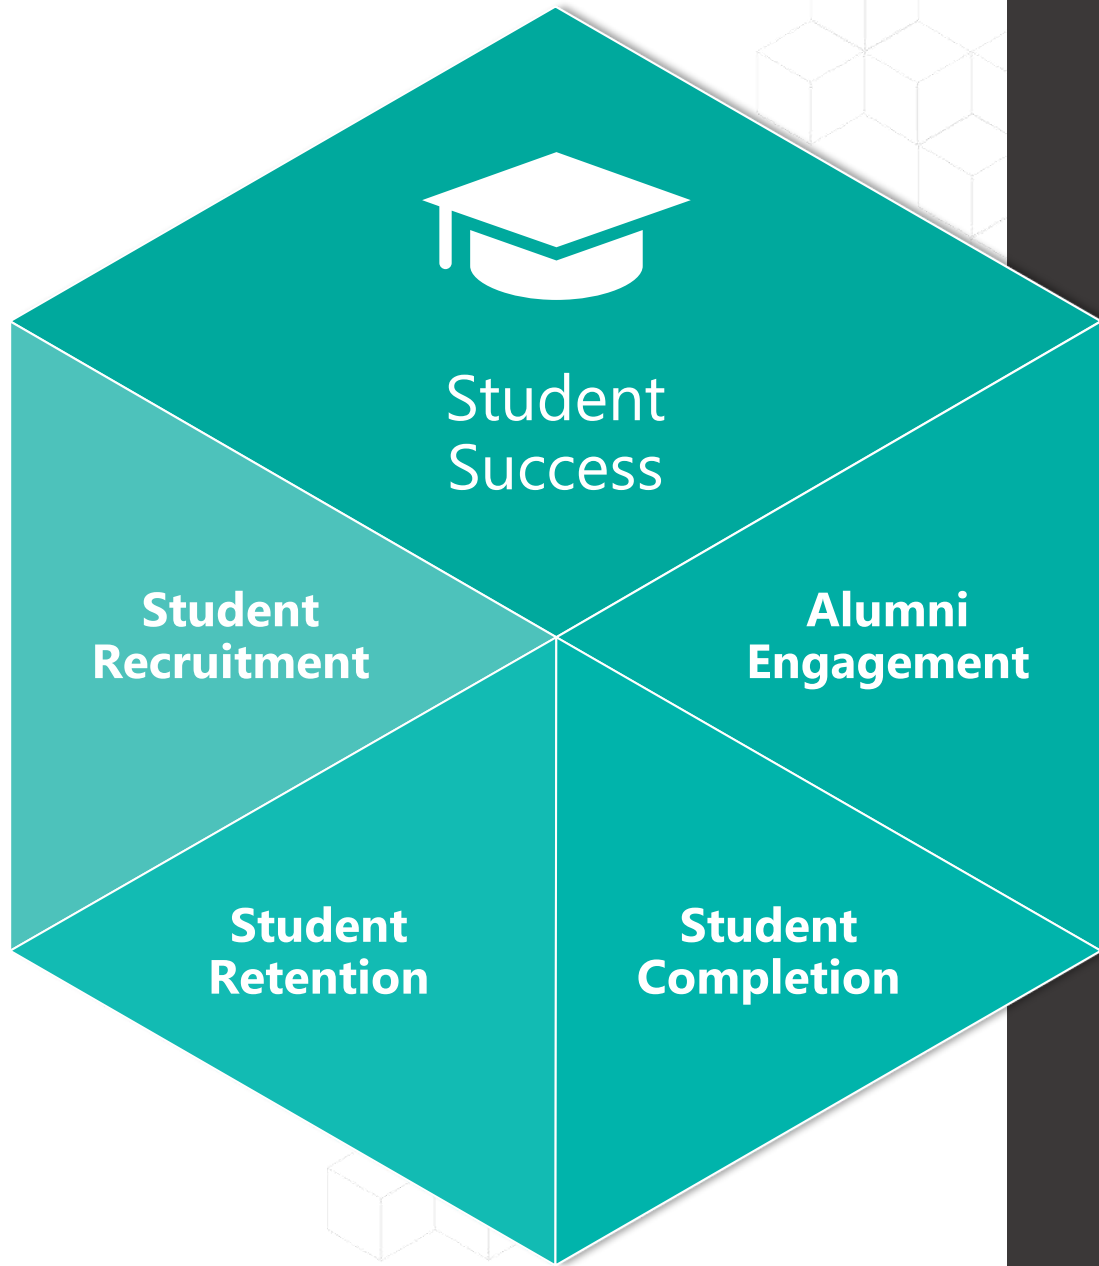 Student
Success
Student
Recruitment
Alumni
Engagement
Student
Retention
Student
Completion